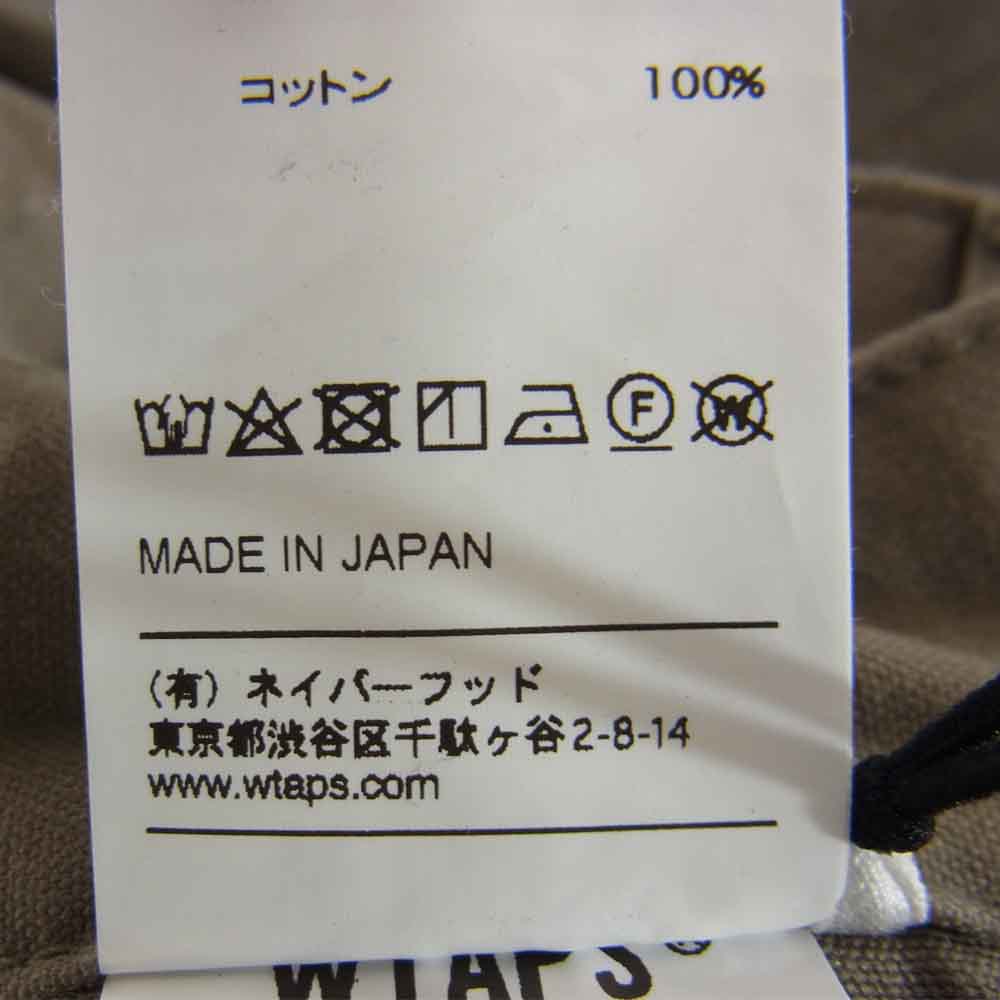 コットン 100%
F W
MADE IN JAPAN
(有) ネイバーフッド
東京都渋谷区千駄ヶ谷2-8-14
www.wtaps.com
WTAPS®